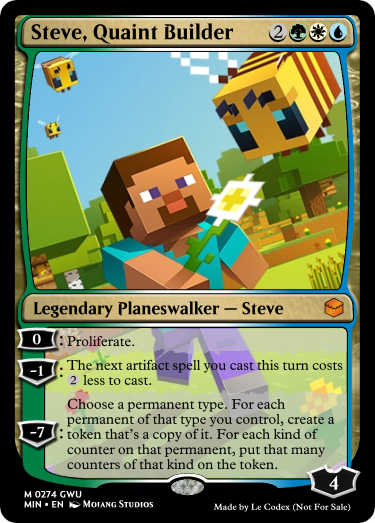 Steve, Quaint Builder 2
Legendary Planeswalker — Steve
0: Proliferate.
-1: The next artifact spell you cast this turn costs
2 less to cast.
Choose a permanent type. For each
permanent of that type you control, create a
-7: token that's a copy of it. For each kind of
counter on that permanent, put that many
counters of that kind on the token.
4
M 0274 GWU
MIN • EN Mojang Studios
Made by Le Codex (Not For Sale)